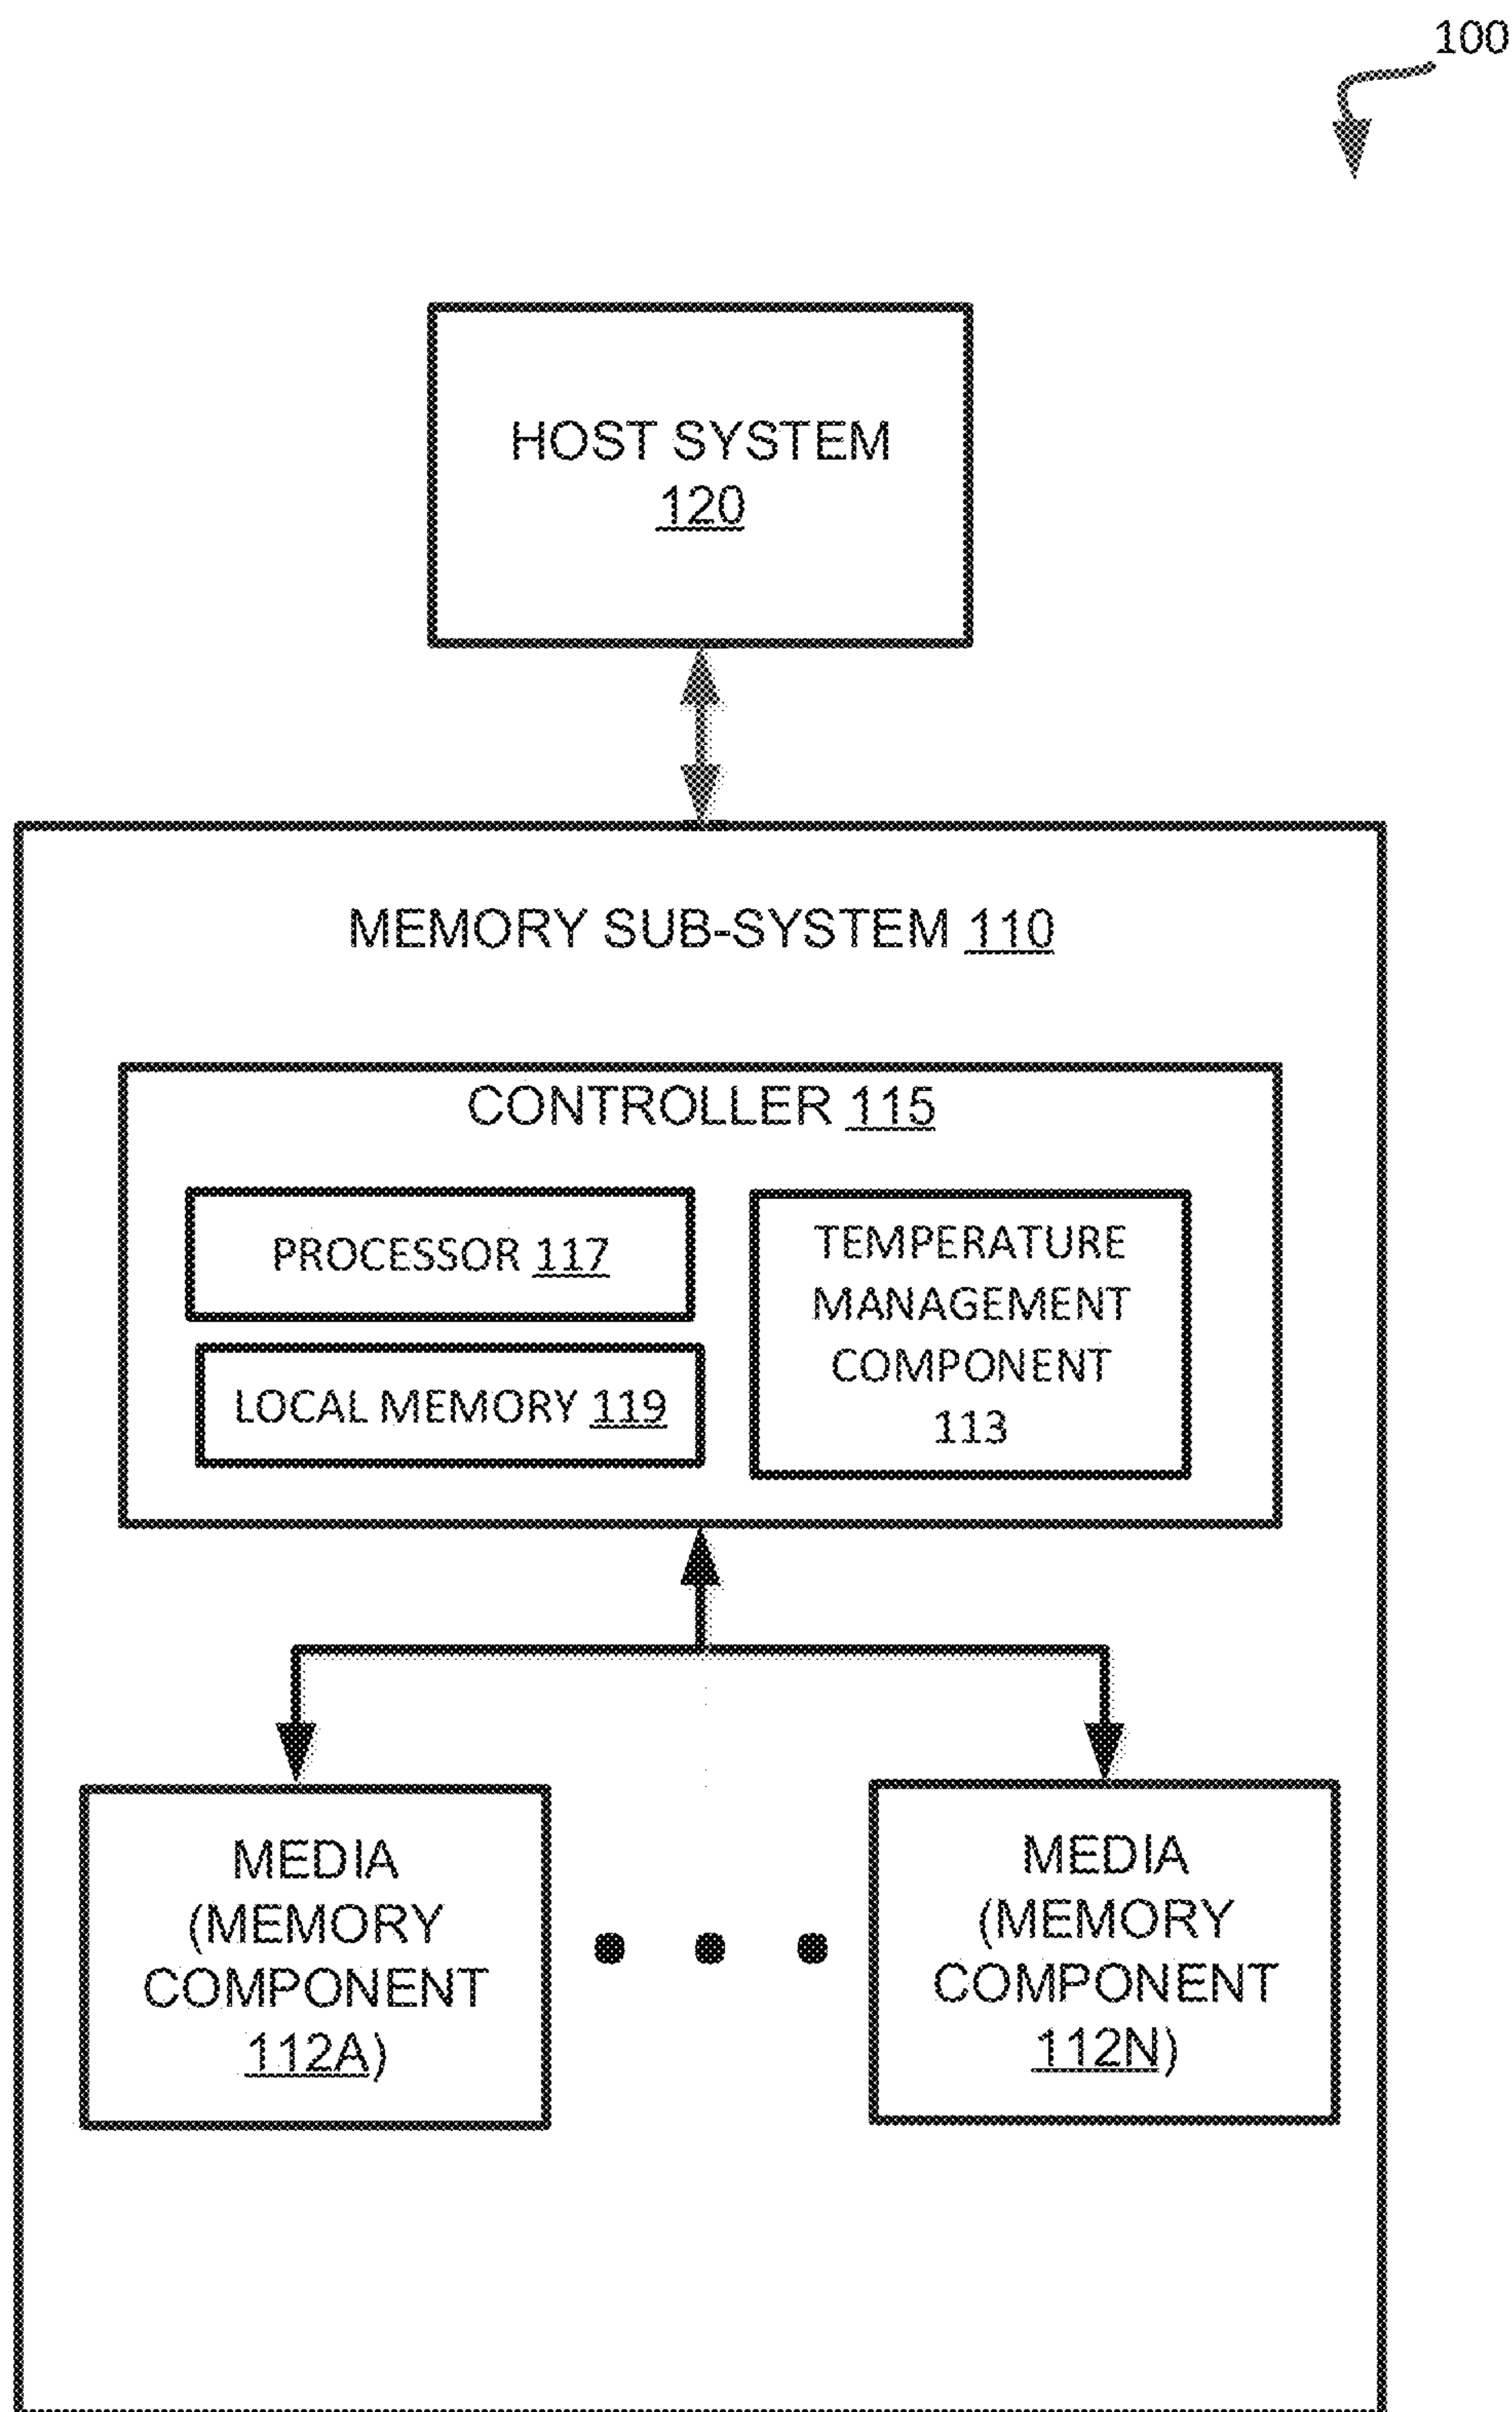 100
HOST SYSTEM
120
MEMORY SUB-SYSTEM 110
CONTROLLER 115
PROCESSOR 117
LOCAL MEMORY 119
TEMPERATURE
MANAGEMENT
COMPONENT
113
MEDIA
(MEMORY
COMPONENT
112A)
MEDIA
(MEMORY
COMPONENT
112N)